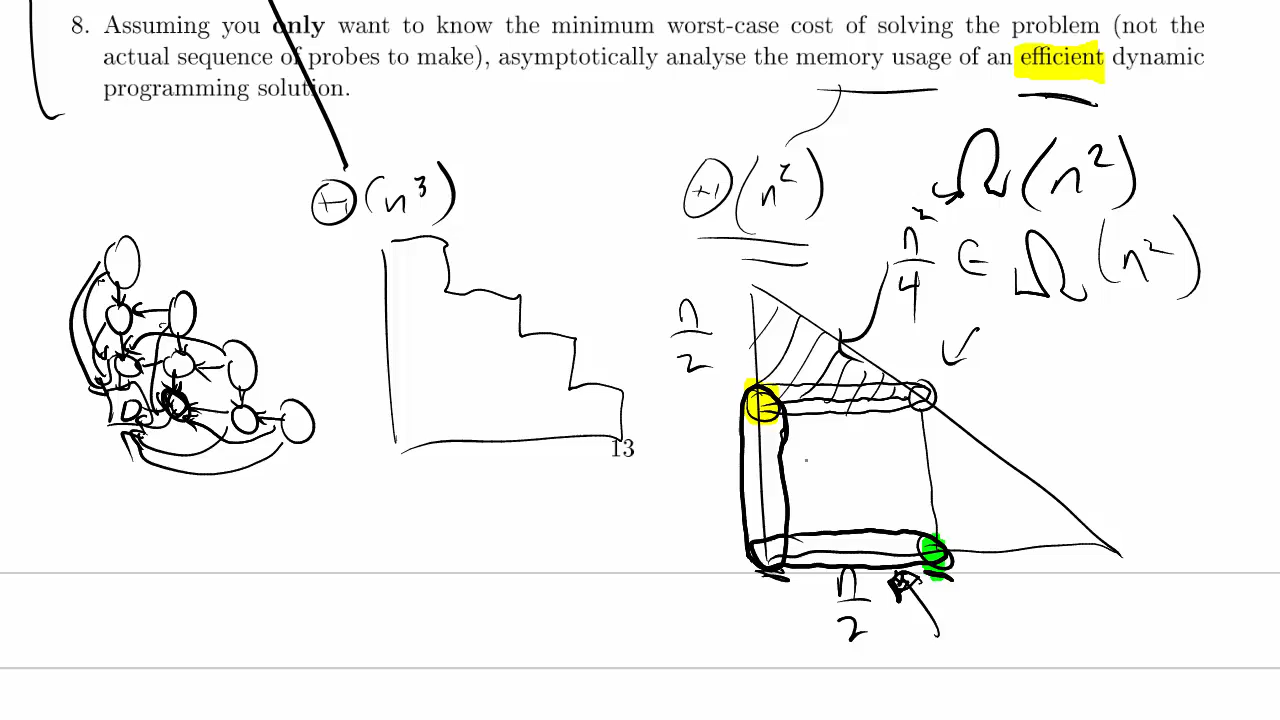 8. Assuming you only want to know the minimum worst-case cost of solving the problem (not the
actual sequence of probes to make), asymptotically analyse the memory usage of an efficient dynamic
programming solution.
Θ(n³)
Θ(n²)
Ω(n²)
n²/4 ∈ Ω(n²)
n/2
13
n/2